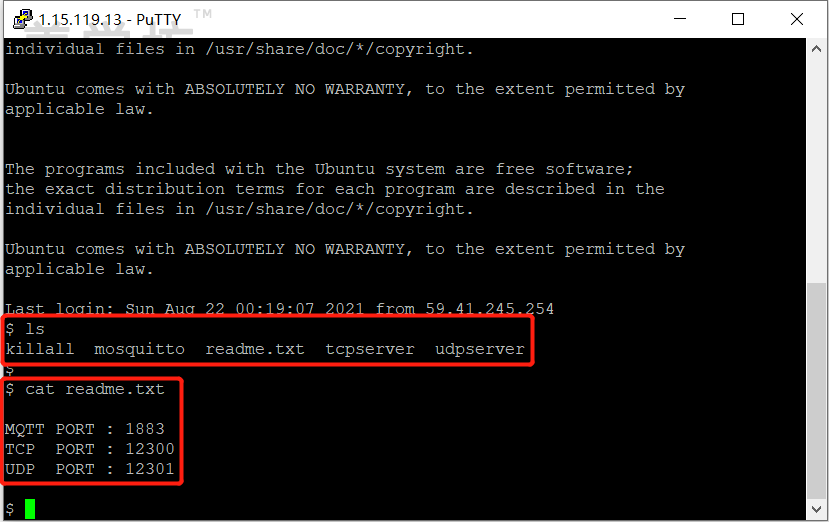 1.15.119.13 - PuTTY
individual files in /usr/share/doc/*/copyright.
Ubuntu comes with ABSOLUTELY NO WARRANTY, to the extent permitted by
applicable law.
The programs included with the Ubuntu system are free software;
the exact distribution terms for each program are described in the
individual files in /usr/share/doc/*/copyright.
Ubuntu comes with ABSOLUTELY NO WARRANTY, to the extent permitted by
applicable law.
Last login: Sun Aug 22 00:19:07 2021 from 59.41.245.254
$ ls
killall  mosquitto  readme.txt  tcpserver  udpserver
$
$ cat readme.txt
MQTT PORT : 1883
TCP  PORT : 12300
UDP  PORT : 12301
$